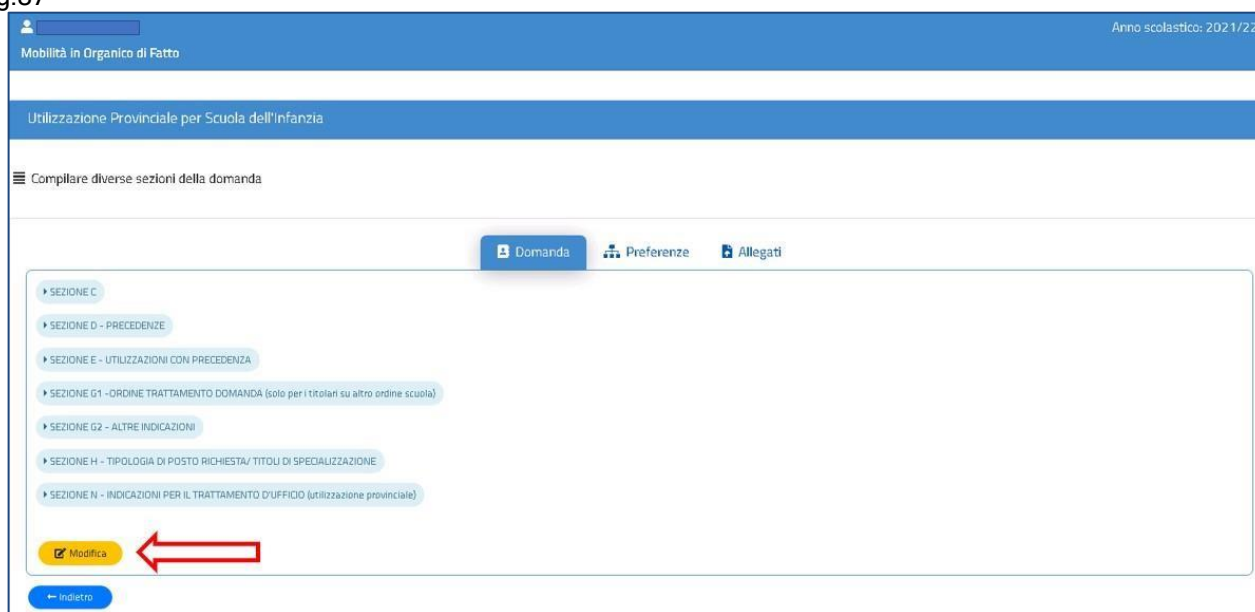 Anno scolastico: 2021/22
Mobilità in Organico di Fatto
Utilizzazione Provinciale per Scuola dell'Infanzia
Compilare diverse sezioni della domanda
Domanda Preferenze Allegati
SEZIONE C
SEZIONE D - PRECEDENZE
SEZIONE E - UTILIZZAZIONI CON PRECEDENZA
SEZIONE G1 -ORDINE TRATTAMENTO DOMANDA (solo per i titolari su altro ordine scuola)
SEZIONE G2 - ALTRE INDICAZIONI
SEZIONE H - TIPOLOGIA DI POSTO RICHIESTA/ TITOLI DI SPECIALIZZAZIONE
SEZIONE N - INDICAZIONI PER IL TRATTAMENTO D'UFFICIO (utilizzazione provinciale)
Modifica
← Indietro